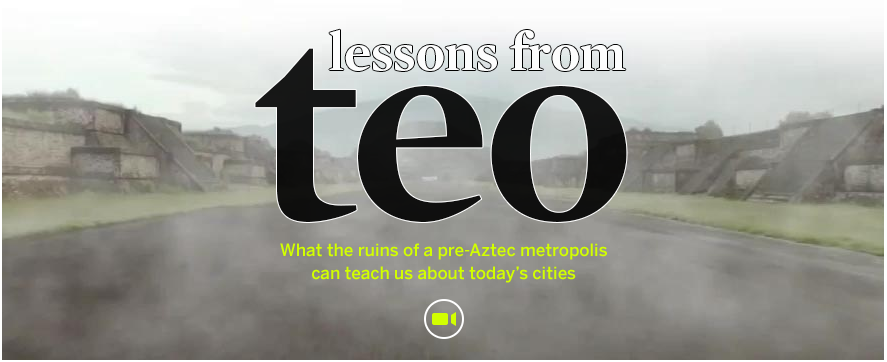 lessons from
teo
What the ruins of a pre-Aztec metropolis
can teach us about today's cities